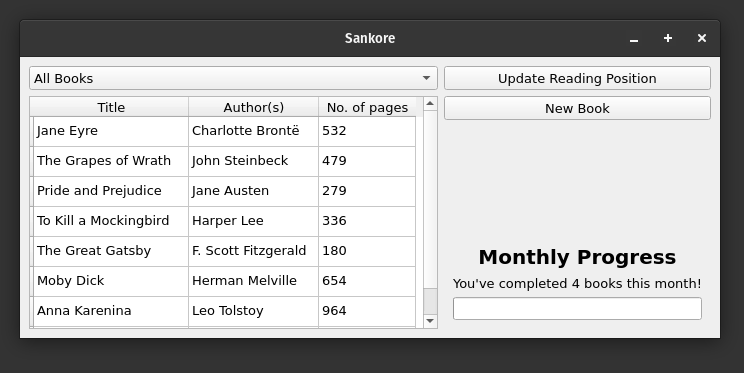 Sankore
All Books
Update Reading Position
New Book
Title Author(s) No. of pages
Jane Eyre Charlotte Brontë 532
The Grapes of Wrath John Steinbeck 479
Pride and Prejudice Jane Austen 279
To Kill a Mockingbird Harper Lee 336
The Great Gatsby F. Scott Fitzgerald 180
Moby Dick Herman Melville 654
Anna Karenina Leo Tolstoy 964
Monthly Progress
You've completed 4 books this month!